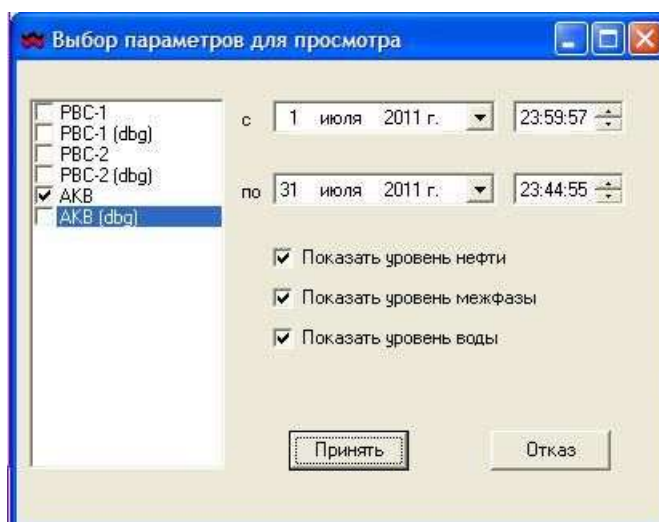 Выбор параметров для просмотра
РВС-1
РВС-1 (dbg)
РВС-2
РВС-2 (dbg)
АКВ
АКВ (dbg)
с 1 июля 2011 г. 23:59:57
по 31 июля 2011 г. 23:44:55
Показать уровень нефти
Показать уровень межфазы
Показать уровень воды
Принять Отказ